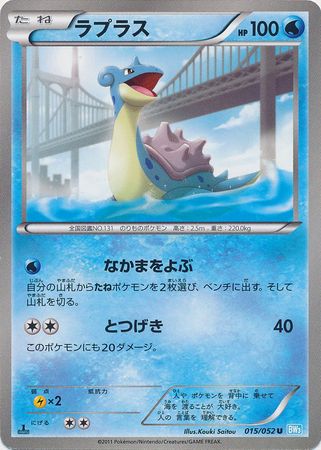 たね ラプラス HP100
全国図鑑NO.131 のりものポケモン 高さ:2.5m 重さ:220.0kg
なかまをよぶ
自分の山札からたねポケモンを2枚選び、ベンチに出す。そして
山札を切る。
とつげき 40
このポケモンにも20ダメージ。
弱点 抵抗力
×2
にげる
人や ポケモンを 背中に 乗せて
海を 渡ることが 大好き。
人の 言葉を 理解できる。
Illus.Kouki Saitou 015/052 U BW3
©2011 Pokémon/Nintendo/Creatures/GAME FREAK.